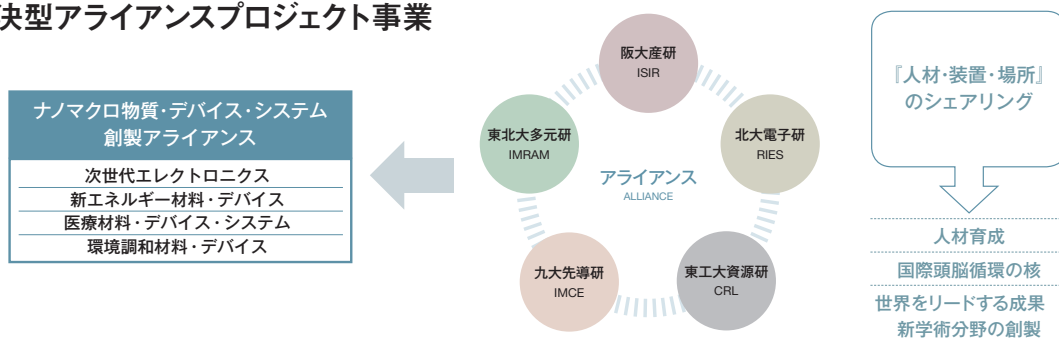 型アライアンスプロジェクト事業
ナノマクロ物質・デバイス・システム
創製アライアンス
次世代エレクトロニクス
新エネルギー材料・デバイス
医療材料・デバイス・システム
環境調和材料・デバイス
阪大産研
ISIR
東北大多元研
IMRAM
北大電子研
RIES
アライアンス
ALLIANCE
九大先導研
IMCE
東工大資源研
CRL
『人材・装置・場所』
のシェアリング
人材育成
国際頭脳循環の核
世界をリードする成果
新学術分野の創製